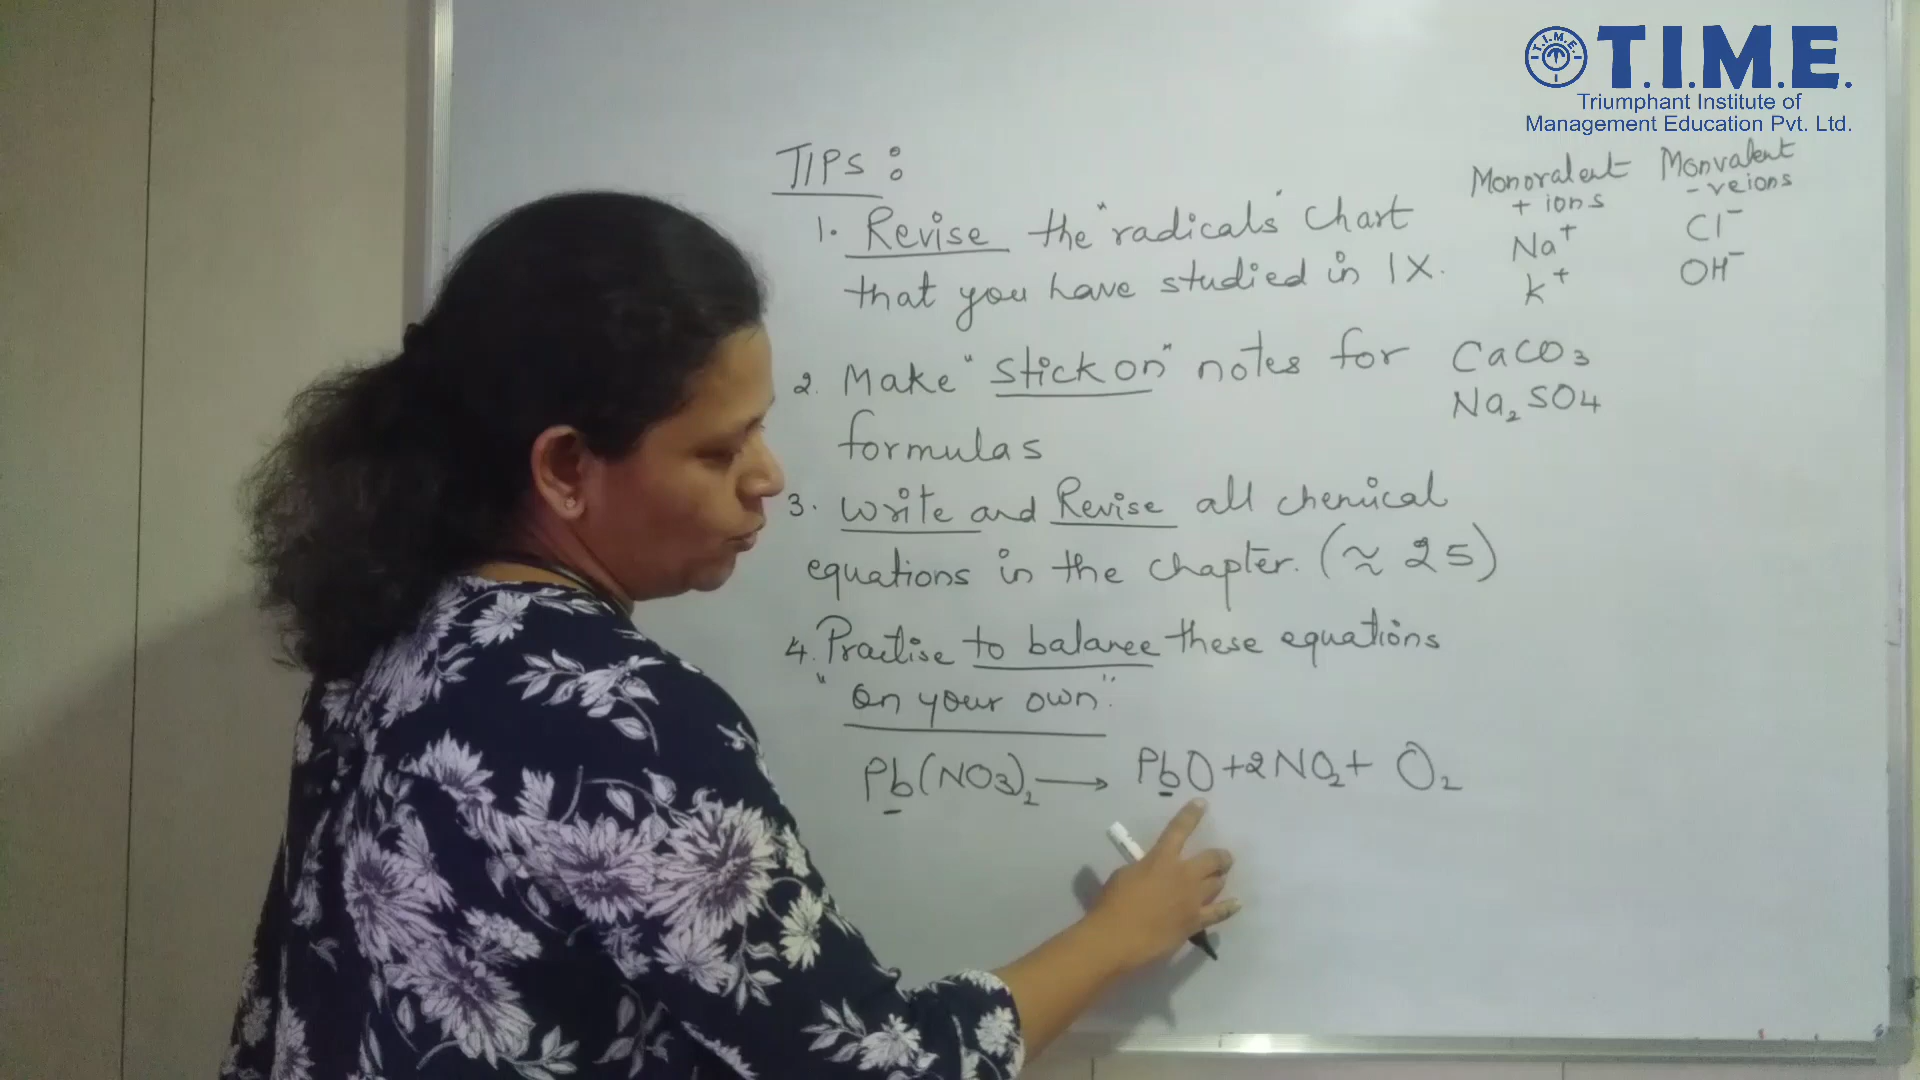 T.I.M.E.
T.I.M.E.
Triumphant Institute of
Management Education Pvt. Ltd.
TIPS :
1. Revise the "radicals" Chart
that you have studied in IX.
2. Make "stick on" notes for
formulas
3. Write and Revise all chemical
equations in the chapter. (≈ 25)
4. Practise to balance these equations
"on your own".
Pb(NO3)₂ ⟶ PbO + 2NO₂ + O₂
Monovalent
+ ions
Na⁺
K⁺
Monvalent
- ve ions
Cl⁻
OH⁻
CaCO₃
Na₂SO4